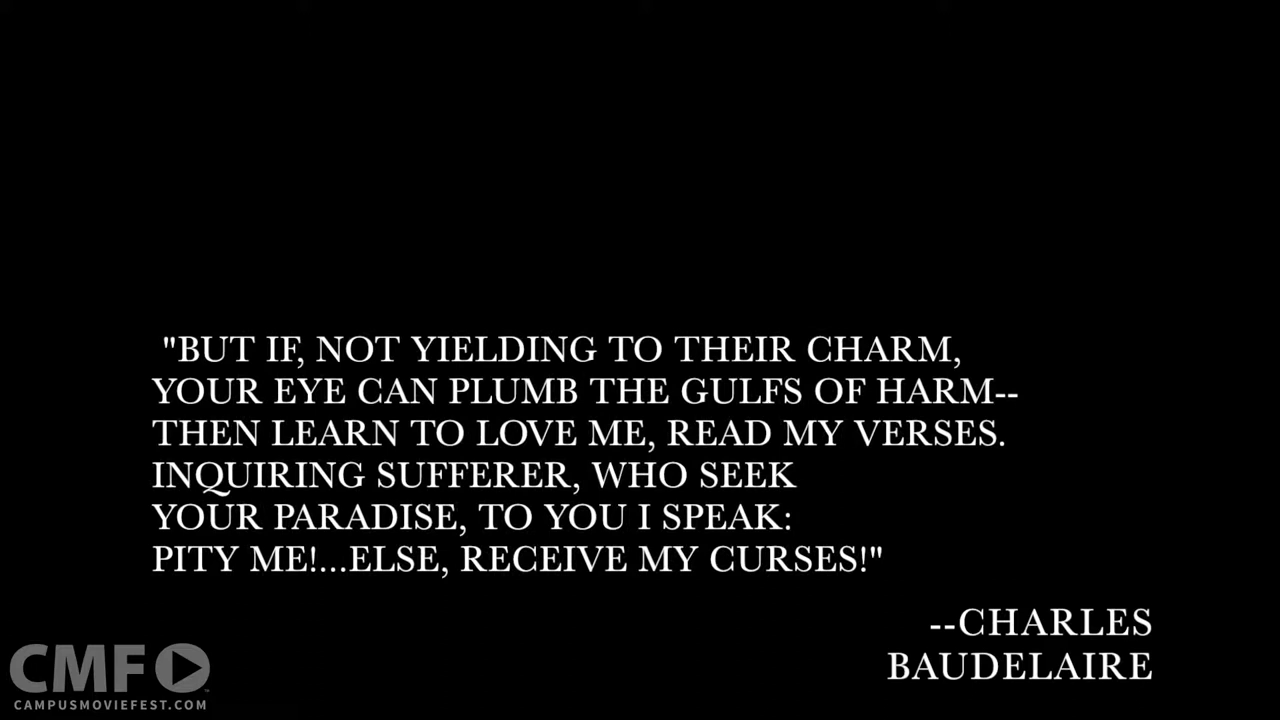 "BUT IF, NOT YIELDING TO THEIR CHARM,
YOUR EYE CAN PLUMB THE GULFS OF HARM--
THEN LEARN TO LOVE ME, READ MY VERSES.
INQUIRING SUFFERER, WHO SEEK
YOUR PARADISE, TO YOU I SPEAK:
PITY ME!...ELSE, RECEIVE MY CURSES!"
--CHARLES
BAUDELAIRE
CMF
CAMPUSMOVIEFEST.COM